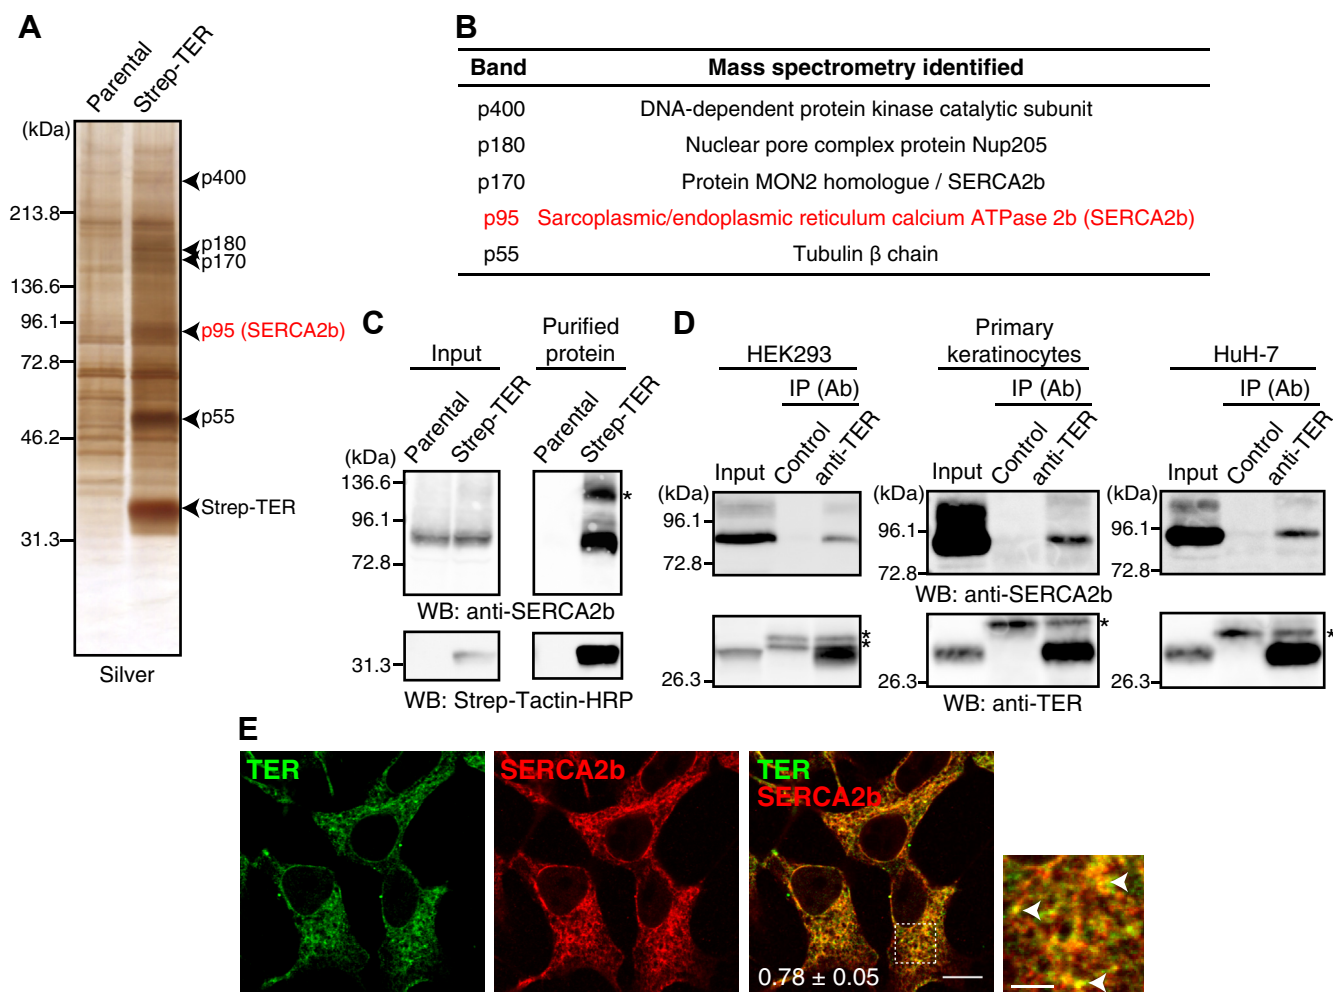 A
Parental
Strep-TER
(kDa)
213.8
136.6
96.1
72.8
46.2
31.3
p400
p180
p170
p95 (SERCA2b)
p55
Strep-TER
Silver
B
Band Mass spectrometry identified
p400 DNA-dependent protein kinase catalytic subunit
p180 Nuclear pore complex protein Nup205
p170 Protein MON2 homologue / SERCA2b
p95 Sarcoplasmic/endoplasmic reticulum calcium ATPase 2b (SERCA2b)
p55 Tubulin β chain
C
Input
Purified
protein
Parental
Strep-TER
Parental
Strep-TER
(kDa)
136.6
96.1
72.8
*
WB: anti-SERCA2b
31.3
WB: Strep-Tactin-HRP
D
HEK293
IP (Ab)
Input
Control
anti-TER
(kDa)
96.1
72.8
*
*
26.3
Primary
keratinocytes
IP (Ab)
Input
Control
anti-TER
(kDa)
96.1
72.8
WB: anti-SERCA2b
*
26.3
WB: anti-TER
HuH-7
IP (Ab)
Input
Control
anti-TER
(kDa)
96.1
72.8
*
26.3
E
TER
SERCA2b
TER
SERCA2b
0.78 ± 0.05